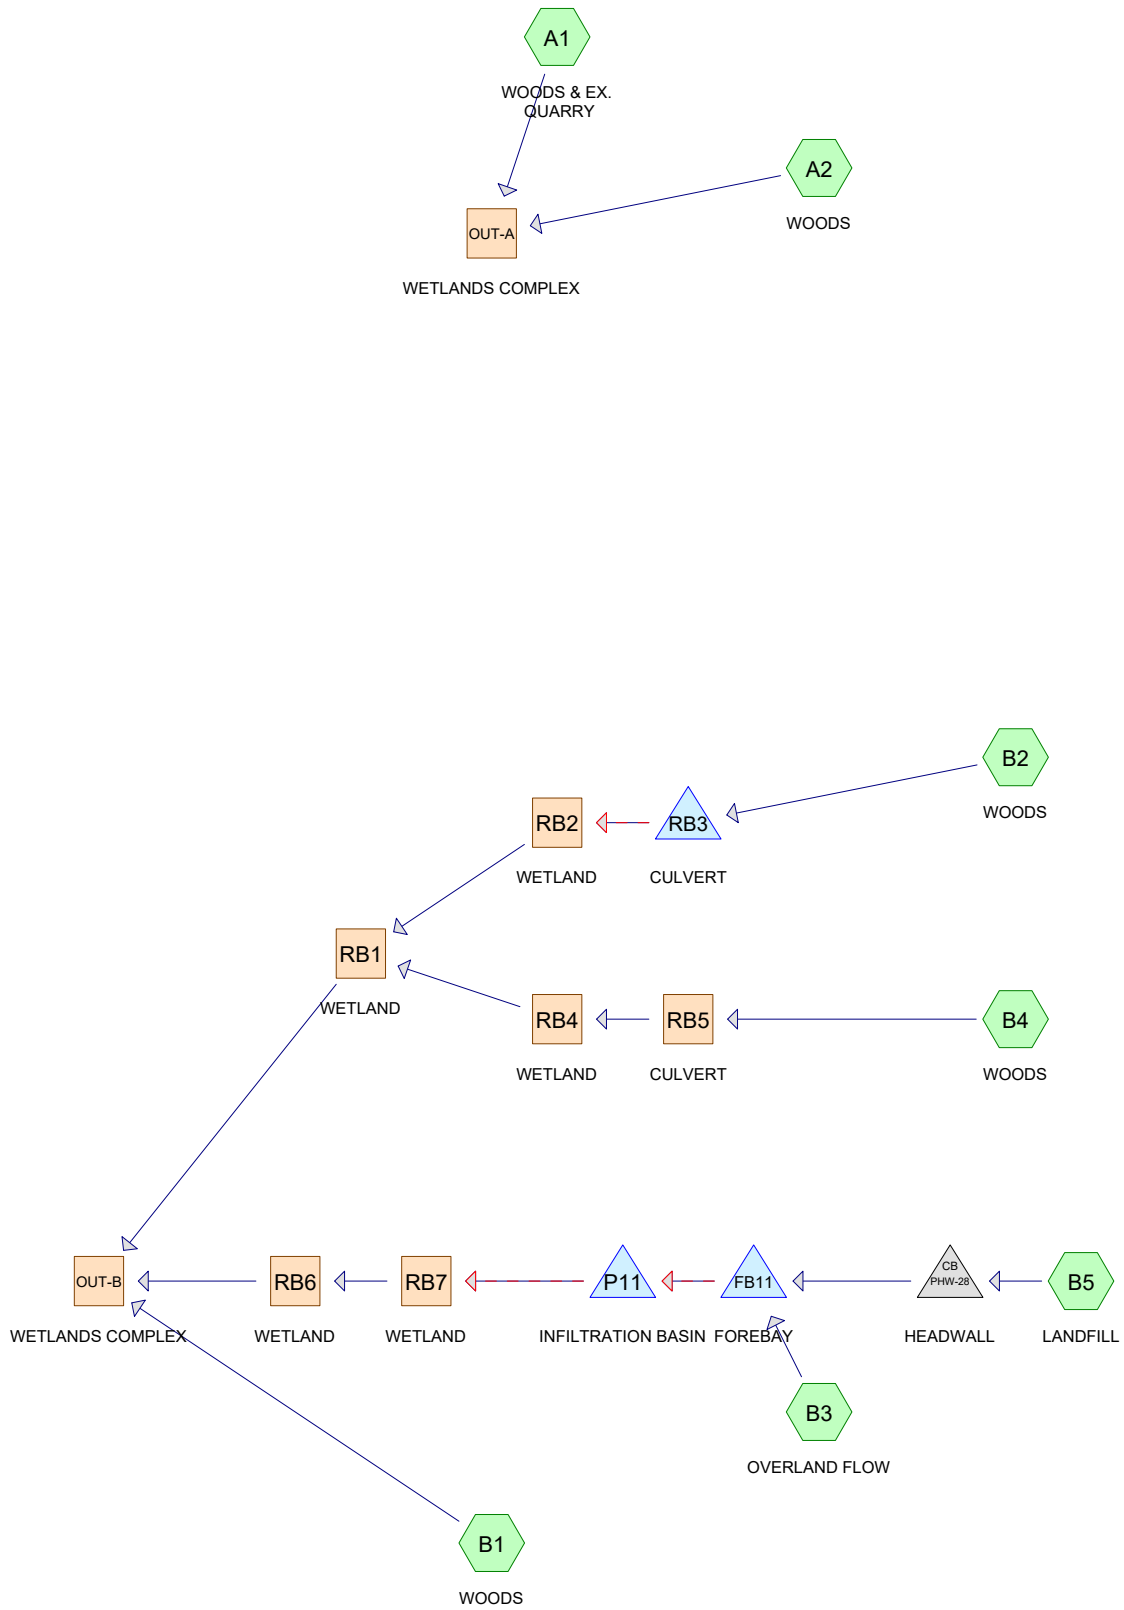 A1
WOODS & EX.
QUARRY
A2
WOODS
OUT-A
WETLANDS COMPLEX
B2
WOODS
RB2
WETLAND
RB3
CULVERT
RB1
WETLAND
RB4
WETLAND
RB5
CULVERT
B4
WOODS
OUT-B
WETLANDS COMPLEX
RB6
WETLAND
RB7
WETLAND
P11
INFILTRATION BASIN
FB11
FOREBAY
CB
PHW-28
HEADWALL
B5
LANDFILL
B3
OVERLAND FLOW
B1
WOODS